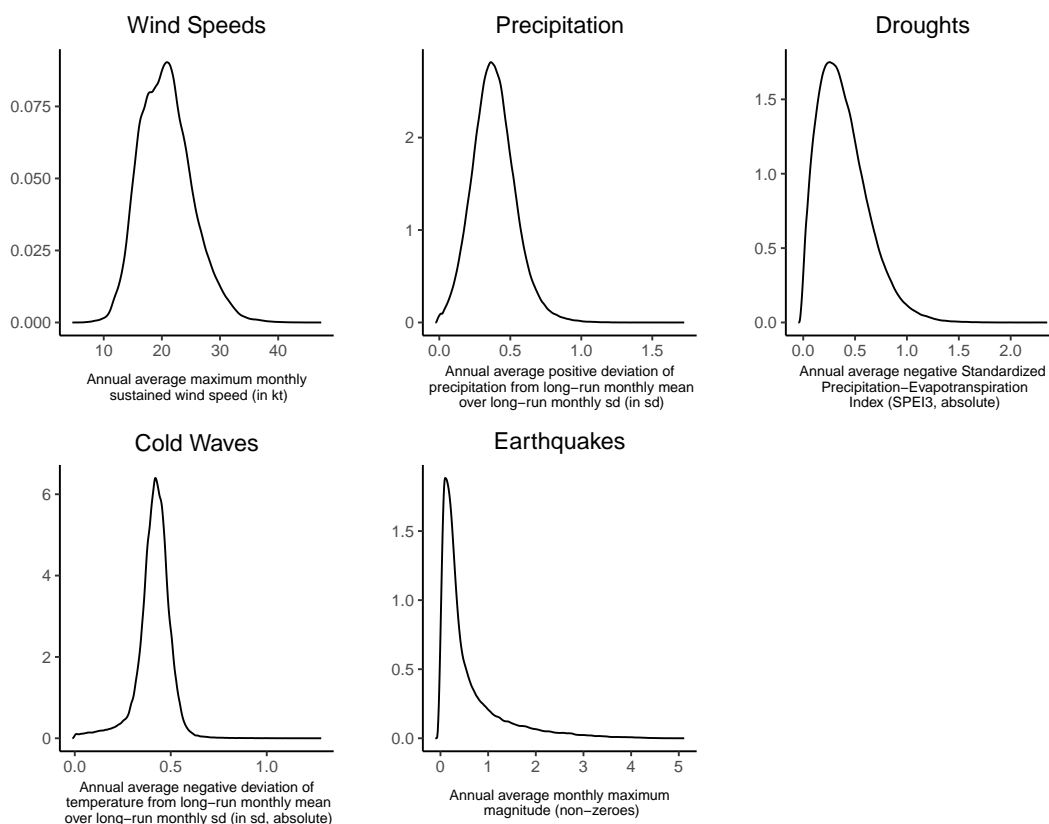 Wind Speeds
0.075
0.050
0.025
0.000
10 20 30 40
Annual average maximum monthly
sustained wind speed (in kt)
Precipitation
2
1
0
0.0 0.5 1.0 1.5
Annual average positive deviation of
precipitation from long−run monthly mean
over long−run monthly sd (in sd)
Droughts
1.5
1.0
0.5
0.0
0.0 0.5 1.0 1.5 2.0
Annual average negative Standardized
Precipitation−Evapotranspiration
Index (SPEI3, absolute)
Cold Waves
6
4
2
0
0.0 0.5 1.0
Annual average negative deviation of
temperature from long−run monthly mean
over long−run monthly sd (in sd, absolute)
Earthquakes
1.5
1.0
0.5
0.0
0 1 2 3 4 5
Annual average monthly maximum
magnitude (non−zeroes)